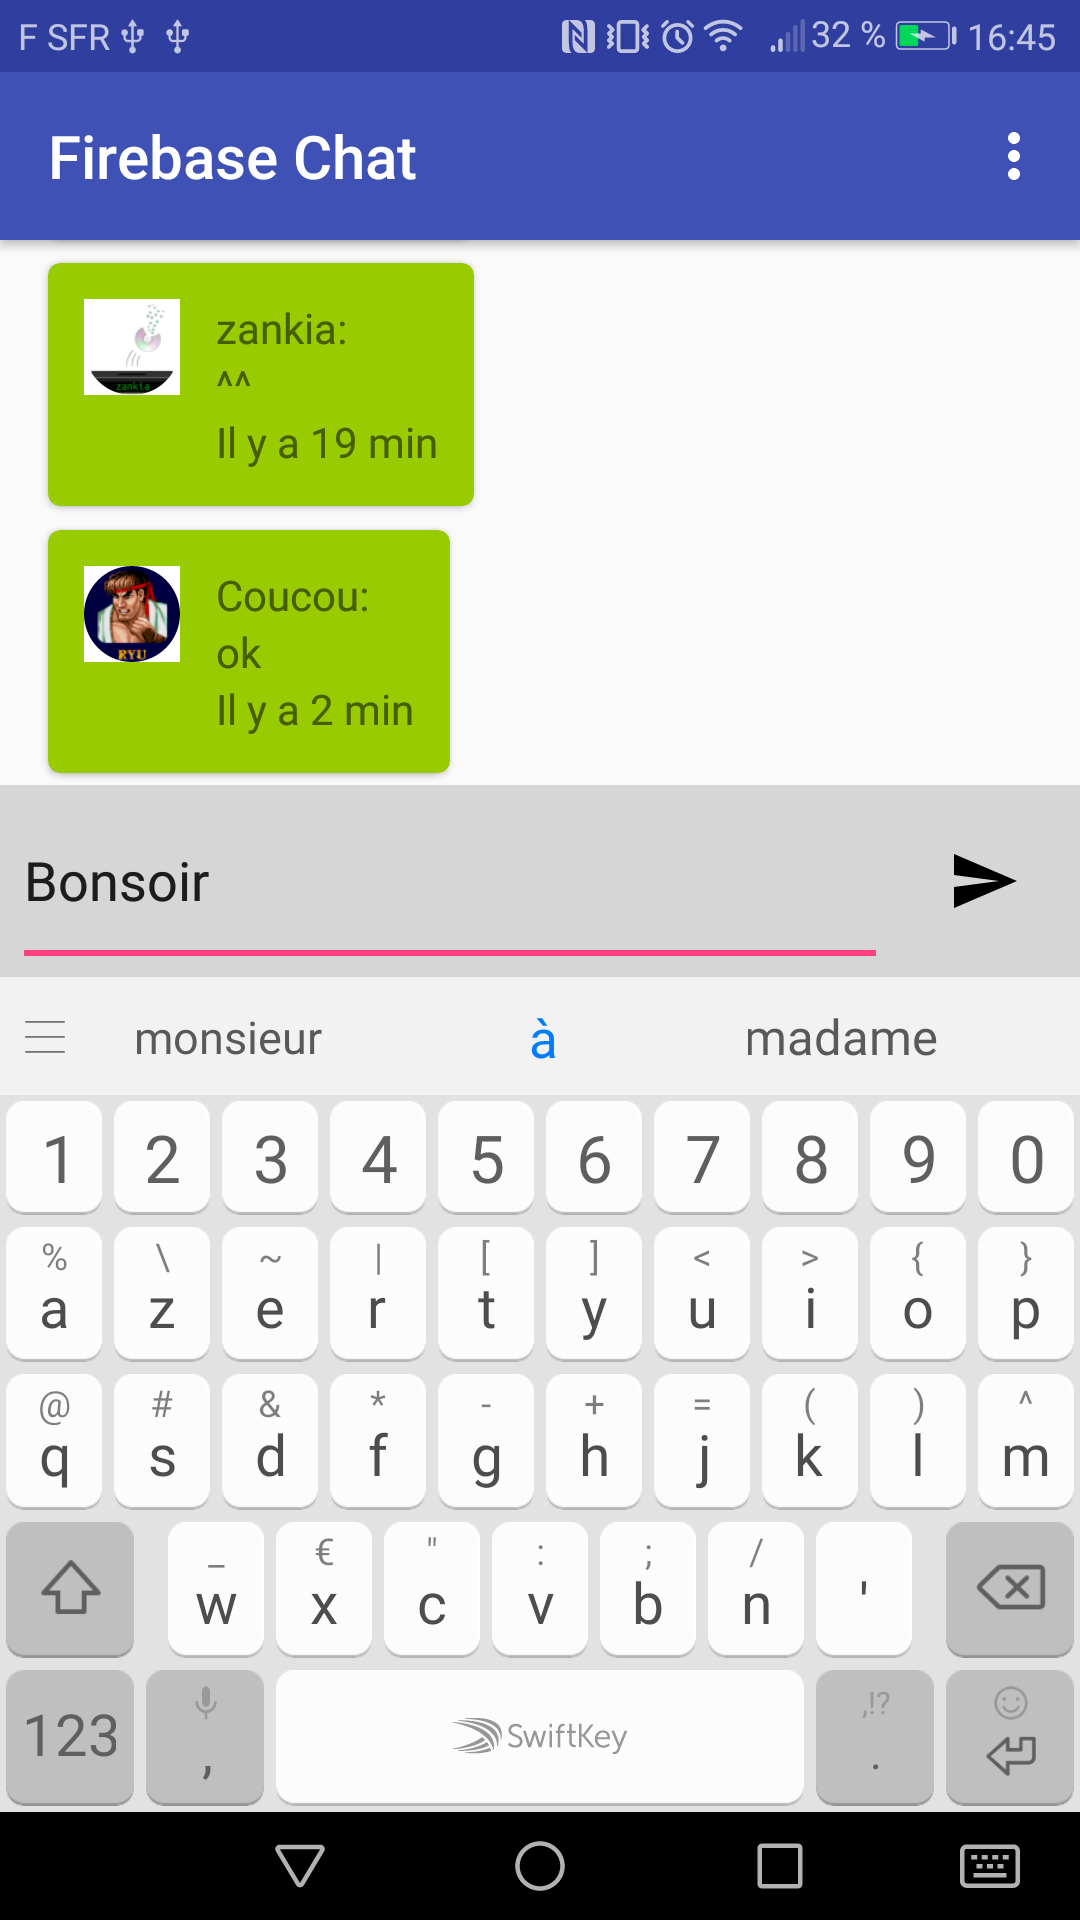 F SFR 32 % 16:45
Firebase Chat
zankia
zankia:
^^
Il y a 19 min
RYU
Coucou:
ok
Il y a 2 min
Bonsoir
monsieur à madame
1 2 3 4 5 6 7 8 9 0
% \ ~ | [ ] < > { }
a z e r t y u i o p
@ # & * - + = ( ) ^
q s d f g h j k l m
_ € " : ; /
w x c v b n '
,!?
123 , SwiftKey .